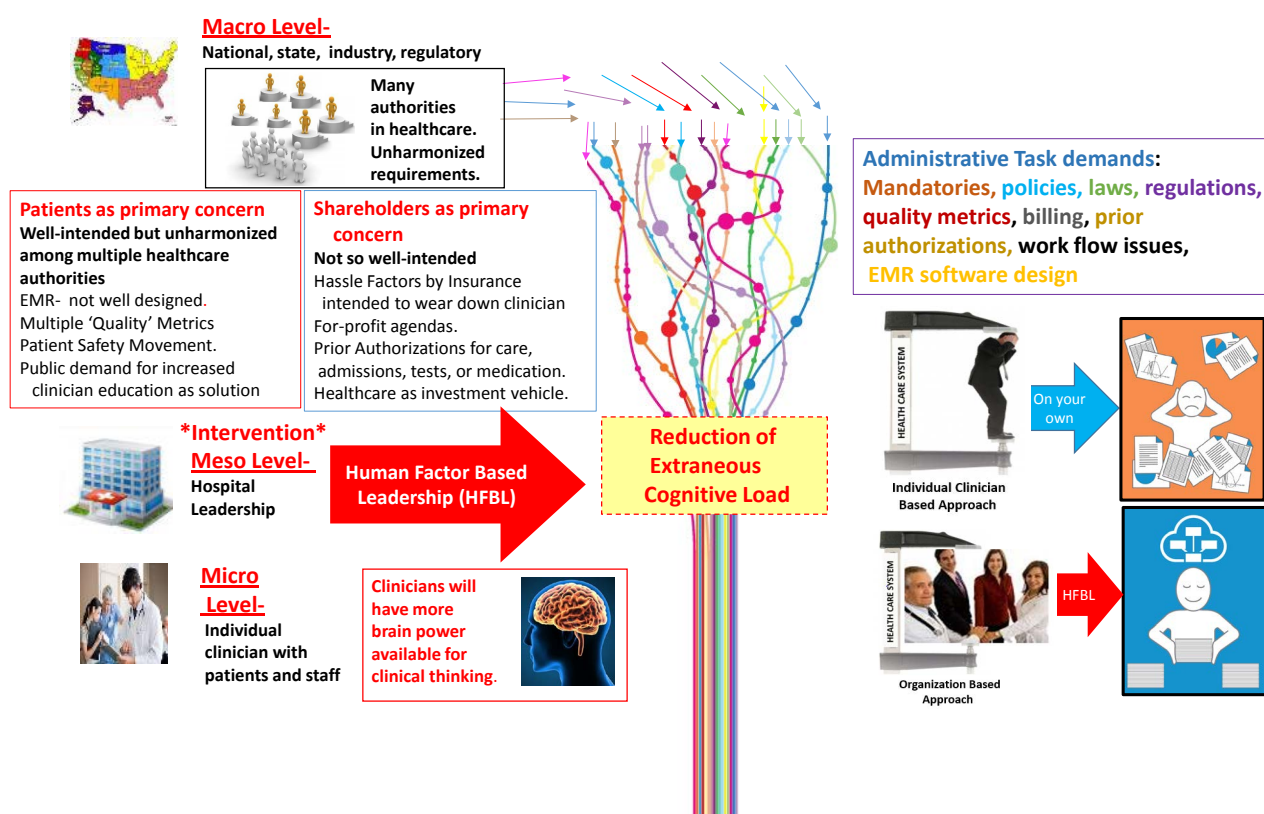 Macro Level-
National, state, industry, regulatory
Many
authorities
in healthcare.
Unharmonized
requirements.
Patients as primary concern
Well-intended but unharmonized
among multiple healthcare
authorities
EMR- not well designed.
Multiple ‘Quality’ Metrics
Patient Safety Movement.
Public demand for increased
clinician education as solution
Shareholders as primary
concern
Not so well-intended
Hassle Factors by Insurance
intended to wear down clinician
For-profit agendas.
Prior Authorizations for care,
admissions, tests, or medication.
Healthcare as investment vehicle.
*Intervention*
Meso Level-
Hospital
Leadership
Human Factor Based
Leadership (HFBL)
Reduction of
Extraneous
Cognitive Load
Micro
Level-
Individual
clinician with
patients and staff
Clinicians will
have more
brain power
available for
clinical thinking.
Administrative Task demands:
Mandatories, policies, laws, regulations,
quality metrics, billing, prior
authorizations, work flow issues,
EMR software design
HEALTH CARE SYSTEM
Individual Clinician
Based Approach
On your
own
HEALTH CARE SYSTEM
Organization Based
Approach
HFBL